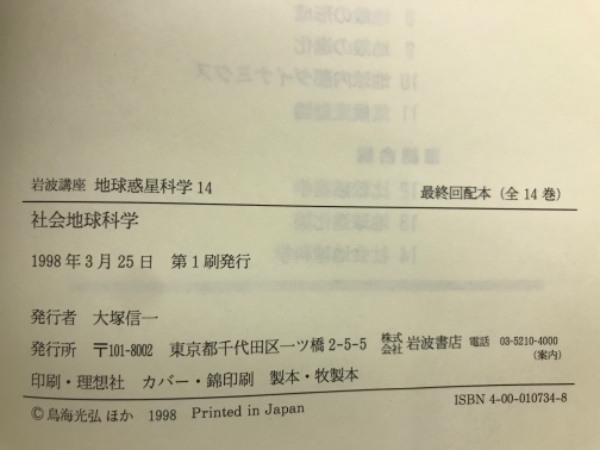 岩波講座 地球惑星科学14
最終回配本（全14巻）
社会地球科学
1998年3月25日 第1刷発行
発行者 大塚信一
発行所 〒101-8002 東京都千代田区一ツ橋2-5-5 株式会社 岩波書店 電話 03-5210-4000（案内）
印刷・理想社 カバー・錦印刷 製本・牧製本
© 鳥海光弘 ほか 1998 Printed in Japan
ISBN 4-00-010734-8